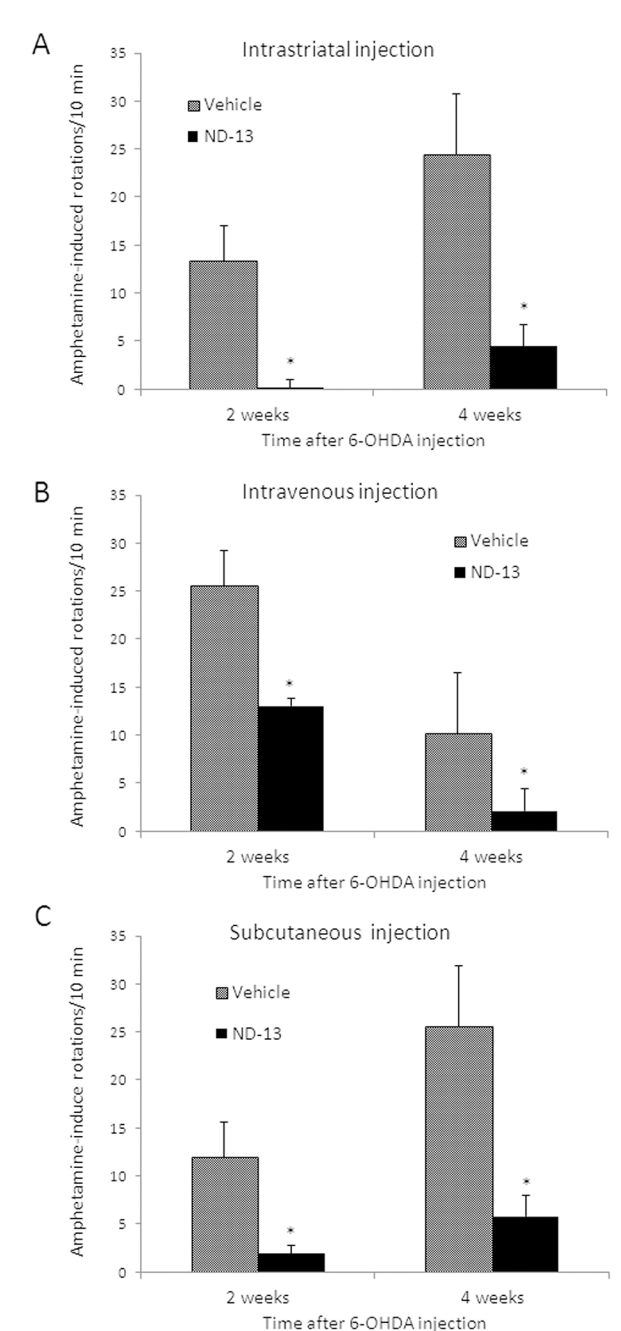 A
Intrastriatal injection
Amphetamine-induced rotations/10 min
35
30
25
20
15
10
5
0
Vehicle
ND-13
*
*
2 weeks
4 weeks
Time after 6-OHDA injection
B
Intravenous injection
Amphetamine-induced rotations/10 min
35
30
25
20
15
10
5
0
Vehicle
ND-13
*
*
2 weeks
4 weeks
Time after 6-OHDA injection
C
Subcutaneous injection
Amphetamine-induce rotations/10 min
35
30
25
20
15
10
5
0
Vehicle
ND-13
*
*
2 weeks
4 weeks
Time after 6-OHDA injection